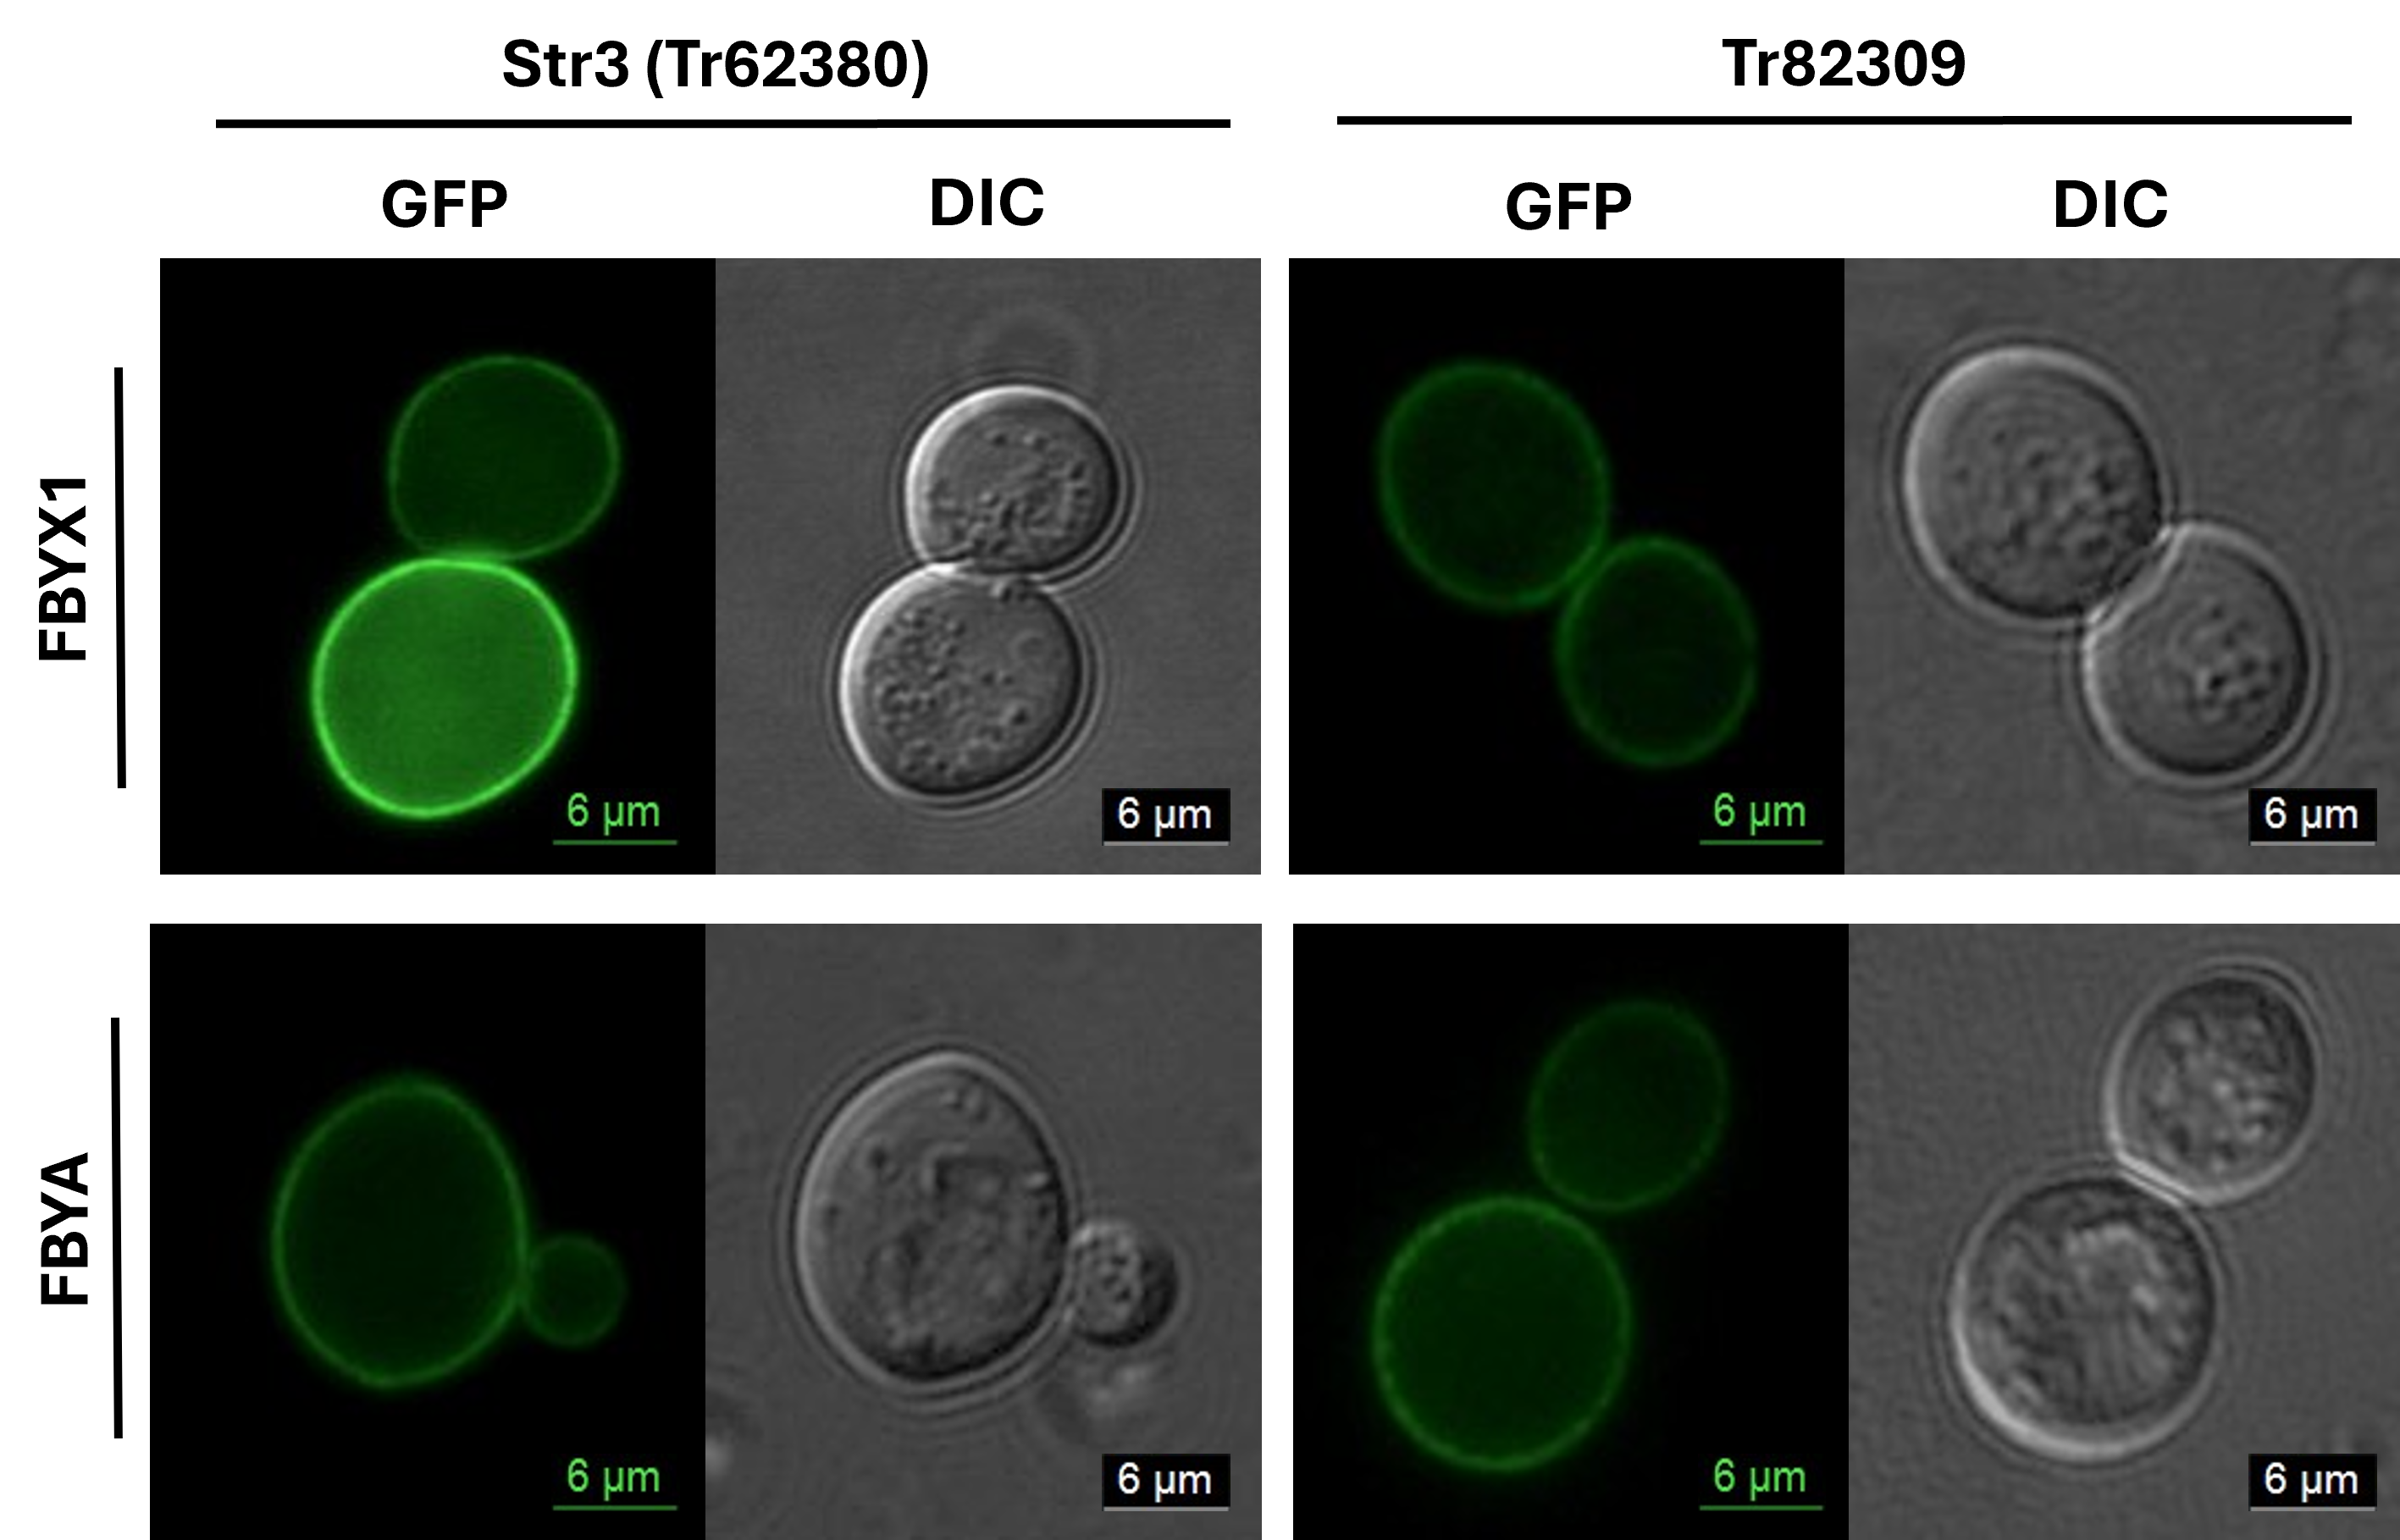 Str3 (Tr62380)
Tr82309
GFP
DIC
GFP
DIC
FBYX1
6 µm
6 µm
6 µm
6 µm
FBYA
6 µm
6 µm
6 µm
6 µm